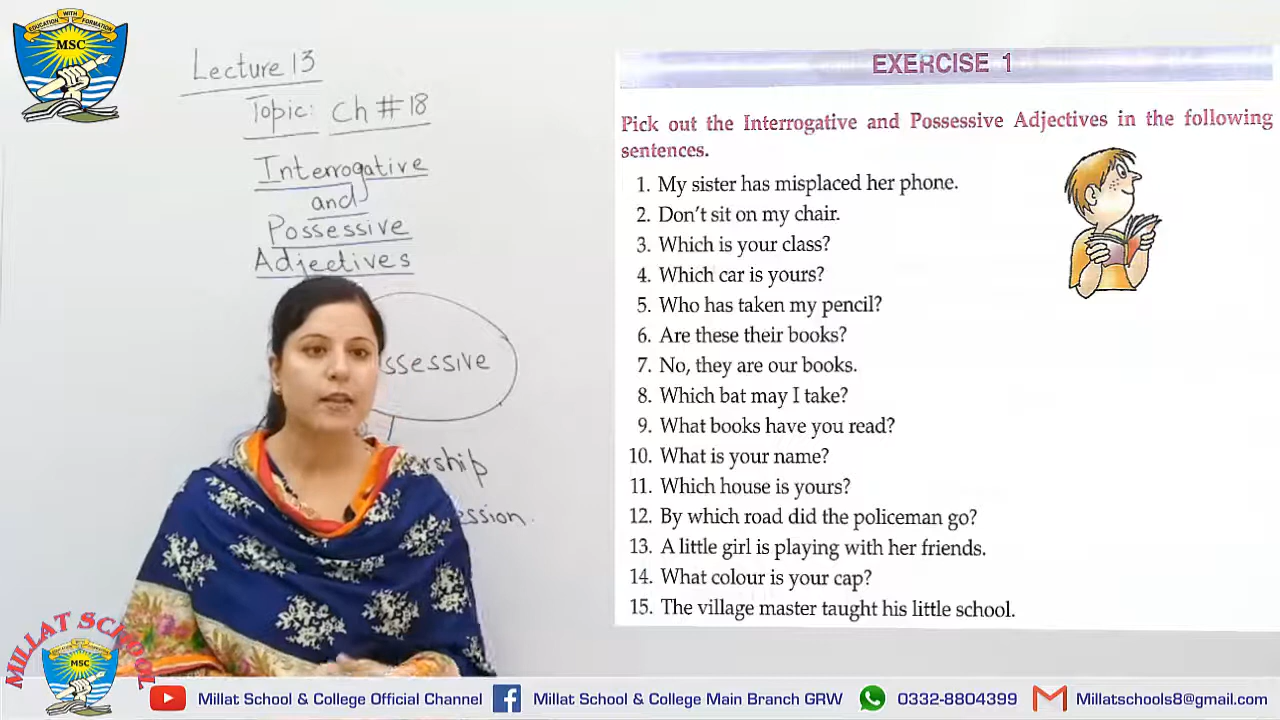 EDUCATION WITH FORMATION
MSC
Lecture 13
Topic: Ch # 18
Interrogative
and
Possessive
Adjectives
EXERCISE 1
Pick out the Interrogative and Possessive Adjectives in the following
sentences.
1. My sister has misplaced her phone.
2. Don't sit on my chair.
3. Which is your class?
4. Which car is yours?
5. Who has taken my pencil?
6. Are these their books?
7. No, they are our books.
8. Which bat may I take?
9. What books have you read?
10. What is your name?
11. Which house is yours?
12. By which road did the policeman go?
13. A little girl is playing with her friends.
14. What colour is your cap?
15. The village master taught his little school.
ssessive
rship
ession.
MILLAT SCHOOL
MSC
Millat School & College Official Channel
Millat School & College Main Branch GRW
0332-8804399
Millatschools8@gmail.com